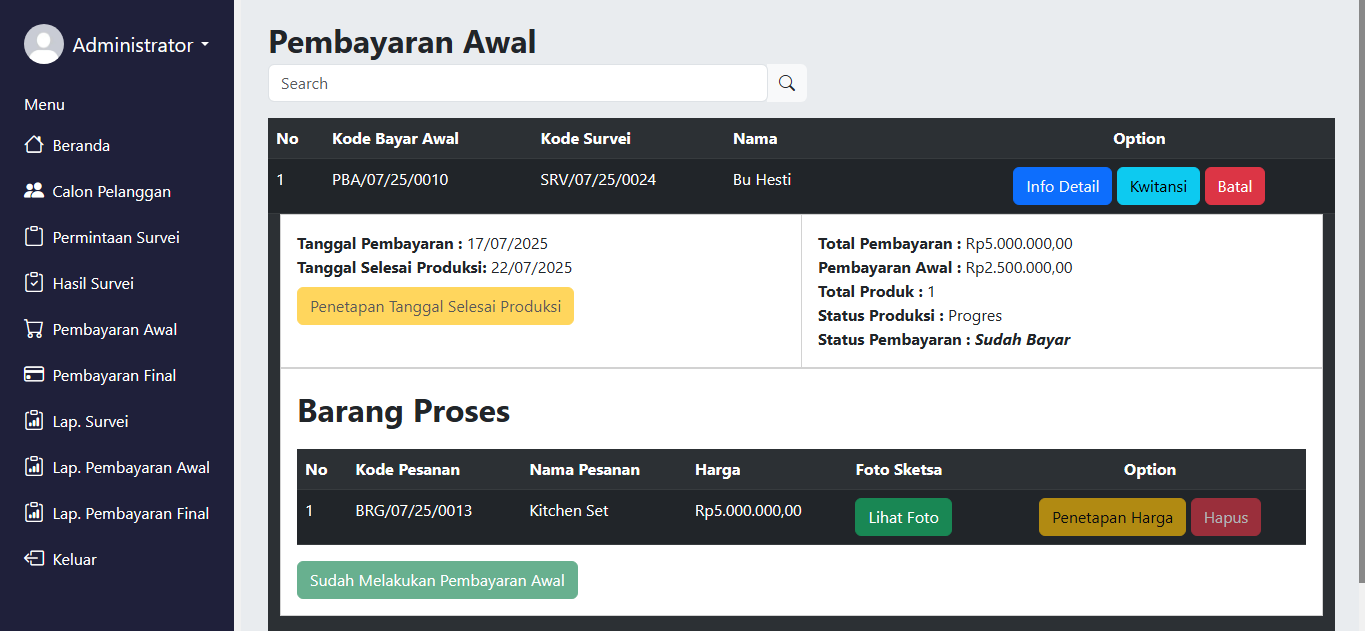 Administrator
Menu
Beranda
Calon Pelanggan
Permintaan Survei
Hasil Survei
Pembayaran Awal
Pembayaran Final
Lap. Survei
Lap. Pembayaran Awal
Lap. Pembayaran Final
Keluar
Pembayaran Awal
Search
No Kode Bayar Awal Kode Survei Nama Option
1 PBA/07/25/0010 SRV/07/25/0024 Bu Hesti Info Detail Kwitansi Batal
Tanggal Pembayaran : 17/07/2025
Tanggal Selesai Produksi: 22/07/2025
Penetapan Tanggal Selesai Produksi
Total Pembayaran : Rp5.000.000,00
Pembayaran Awal : Rp2.500.000,00
Total Produk : 1
Status Produksi : Progres
Status Pembayaran : Sudah Bayar
Barang Proses
No Kode Pesanan Nama Pesanan Harga Foto Sketsa Option
1 BRG/07/25/0013 Kitchen Set Rp5.000.000,00 Lihat Foto Penetapan Harga Hapus
Sudah Melakukan Pembayaran Awal